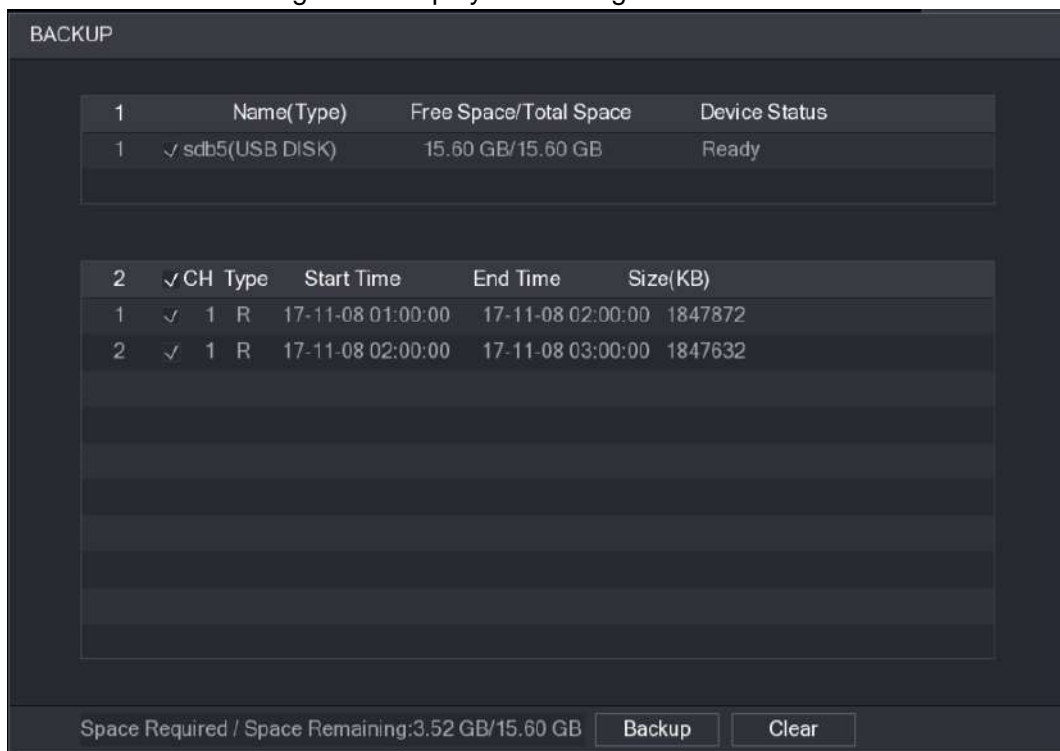 BACKUP
1 Name(Type) Free Space/Total Space Device Status
1 sdb5(USB DISK) 15.60 GB/15.60 GB Ready
2 CH Type Start Time End Time Size(KB)
1 1 R 17-11-08 01:00:00 17-11-08 02:00:00 1847872
2 1 R 17-11-08 02:00:00 17-11-08 03:00:00 1847632
Space Required / Space Remaining:3.52 GB/15.60 GB Backup Clear